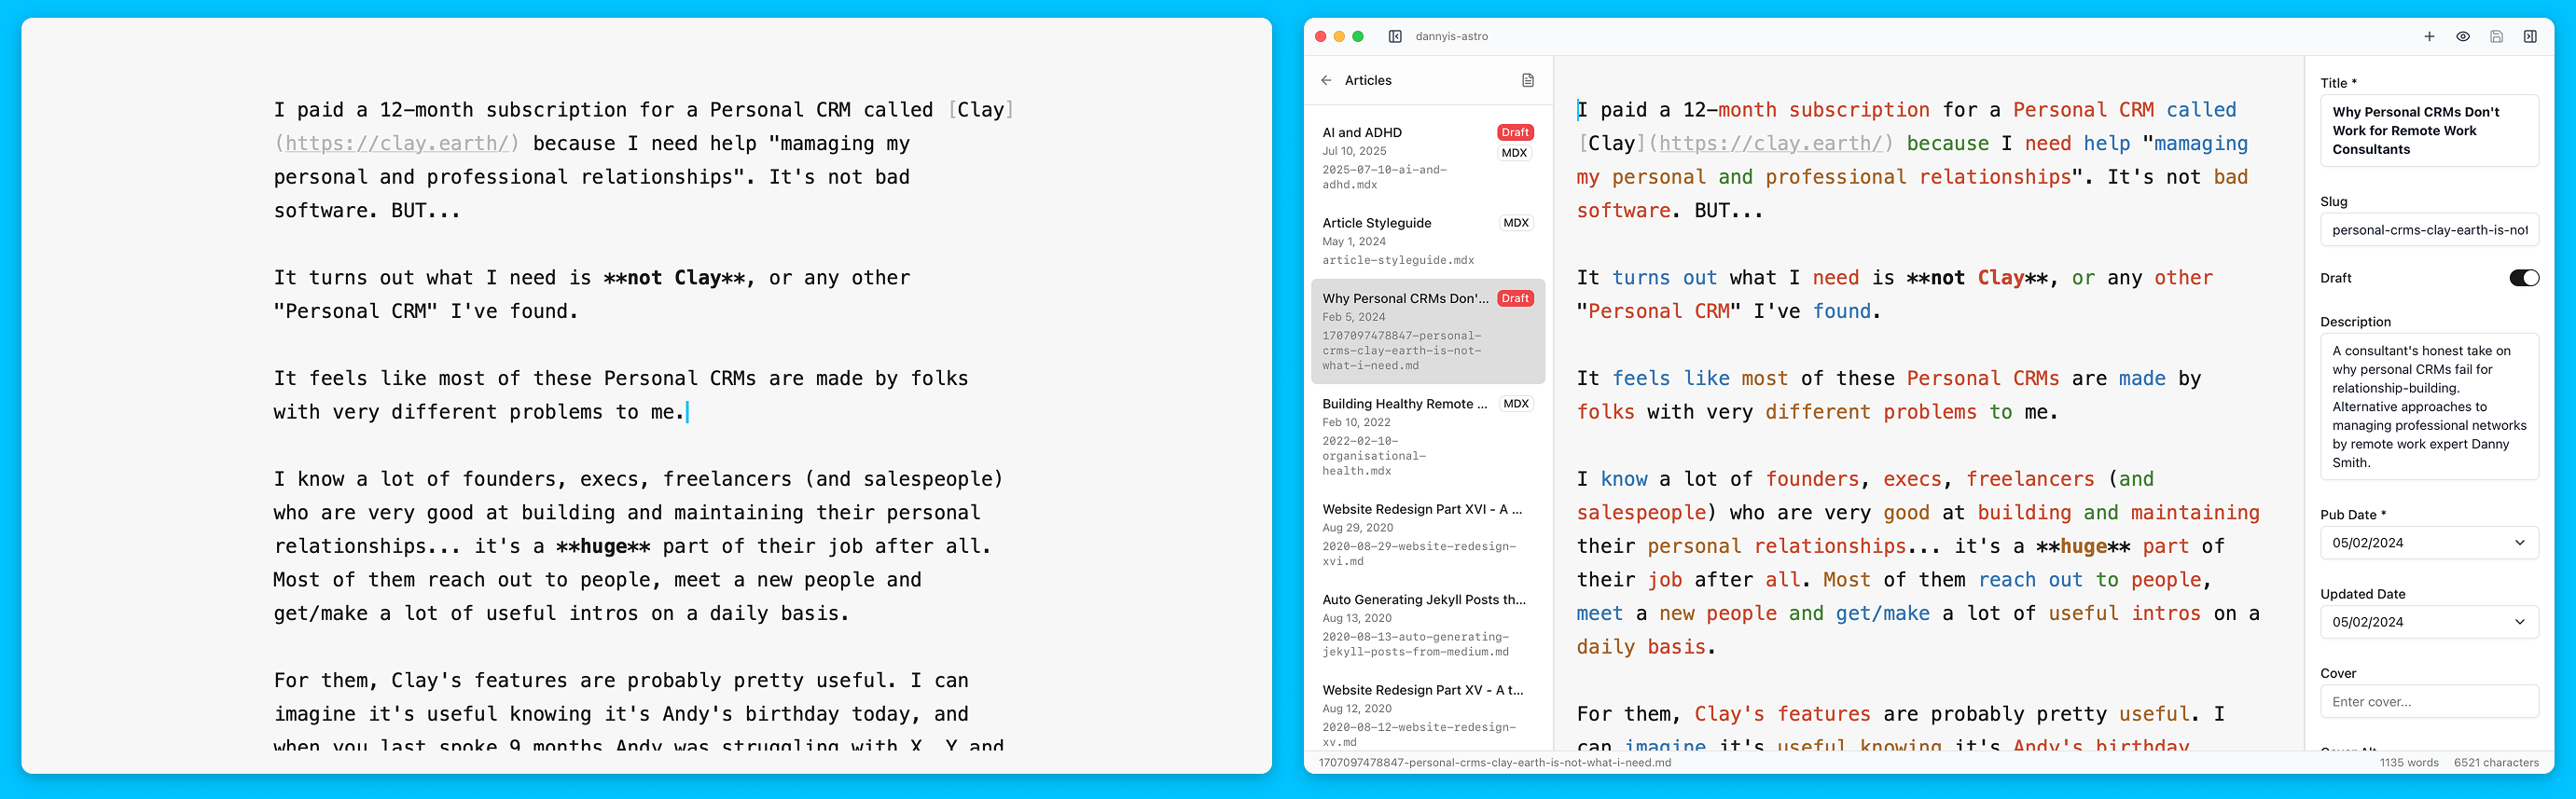 I paid a 12-month subscription for a Personal CRM called [Clay]
(https://clay.earth/) because I need help "mamaging my
personal and professional relationships". It's not bad
software. BUT...
It turns out what I need is **not Clay**, or any other
"Personal CRM" I've found.
It feels like most of these Personal CRMs are made by folks
with very different problems to me.
I know a lot of founders, execs, freelancers (and salespeople)
who are very good at building and maintaining their personal
relationships... it's a **huge** part of their job after all.
Most of them reach out to people, meet a new people and
get/make a lot of useful intros on a daily basis.
For them, Clay's features are probably pretty useful. I can
imagine it's useful knowing it's Andy's birthday today, and
when you last spoke 9 months Andy was struggling with X, Y and
dannyis-astro
Articles
AI and ADHD
Draft
Jul 10, 2025
MDX
2025-07-10-ai-and-
adhd.mdx
Article Styleguide
MDX
May 1, 2024
article-styleguide.mdx
Why Personal CRMs Don'...
Draft
Feb 5, 2024
1707097478847-personal-
crms-clay-earth-is-not-
what-i-need.md
Building Healthy Remote ...
MDX
Feb 10, 2022
2022-02-10-
organisational-
health.mdx
Website Redesign Part XVI - A ...
Aug 29, 2020
2020-08-29-website-redesign-
xvi.md
Auto Generating Jekyll Posts th...
Aug 13, 2020
2020-08-13-auto-generating-
jekyll-posts-from-medium.md
Website Redesign Part XV - A t...
Aug 12, 2020
2020-08-12-website-redesign-
xv.md
I paid a 12-month subscription for a Personal CRM called
[Clay](https://clay.earth/) because I need help "mamaging
my personal and professional relationships". It's not bad
software. BUT...
It turns out what I need is **not Clay**, or any other
"Personal CRM" I've found.
It feels like most of these Personal CRMs are made by
folks with very different problems to me.
I know a lot of founders, execs, freelancers (and
salespeople) who are very good at building and maintaining
their personal relationships... it's a **huge** part of
their job after all. Most of them reach out to people,
meet a new people and get/make a lot of useful intros on a
daily basis.
For them, Clay's features are probably pretty useful. I
can imagine it's useful knowing it's Andy's birthday
Title *
Why Personal CRMs Don't
Work for Remote Work
Consultants
Slug
personal-crms-clay-earth-is-not
Draft
Description
A consultant's honest take on
why personal CRMs fail for
relationship-building.
Alternative approaches to
managing professional networks
by remote work expert Danny
Smith.
Pub Date *
05/02/2024
Updated Date
05/02/2024
Cover
Enter cover...
Cover Alt
1707097478847-personal-crms-clay-earth-is-not-what-i-need.md
1135 words
6521 characters